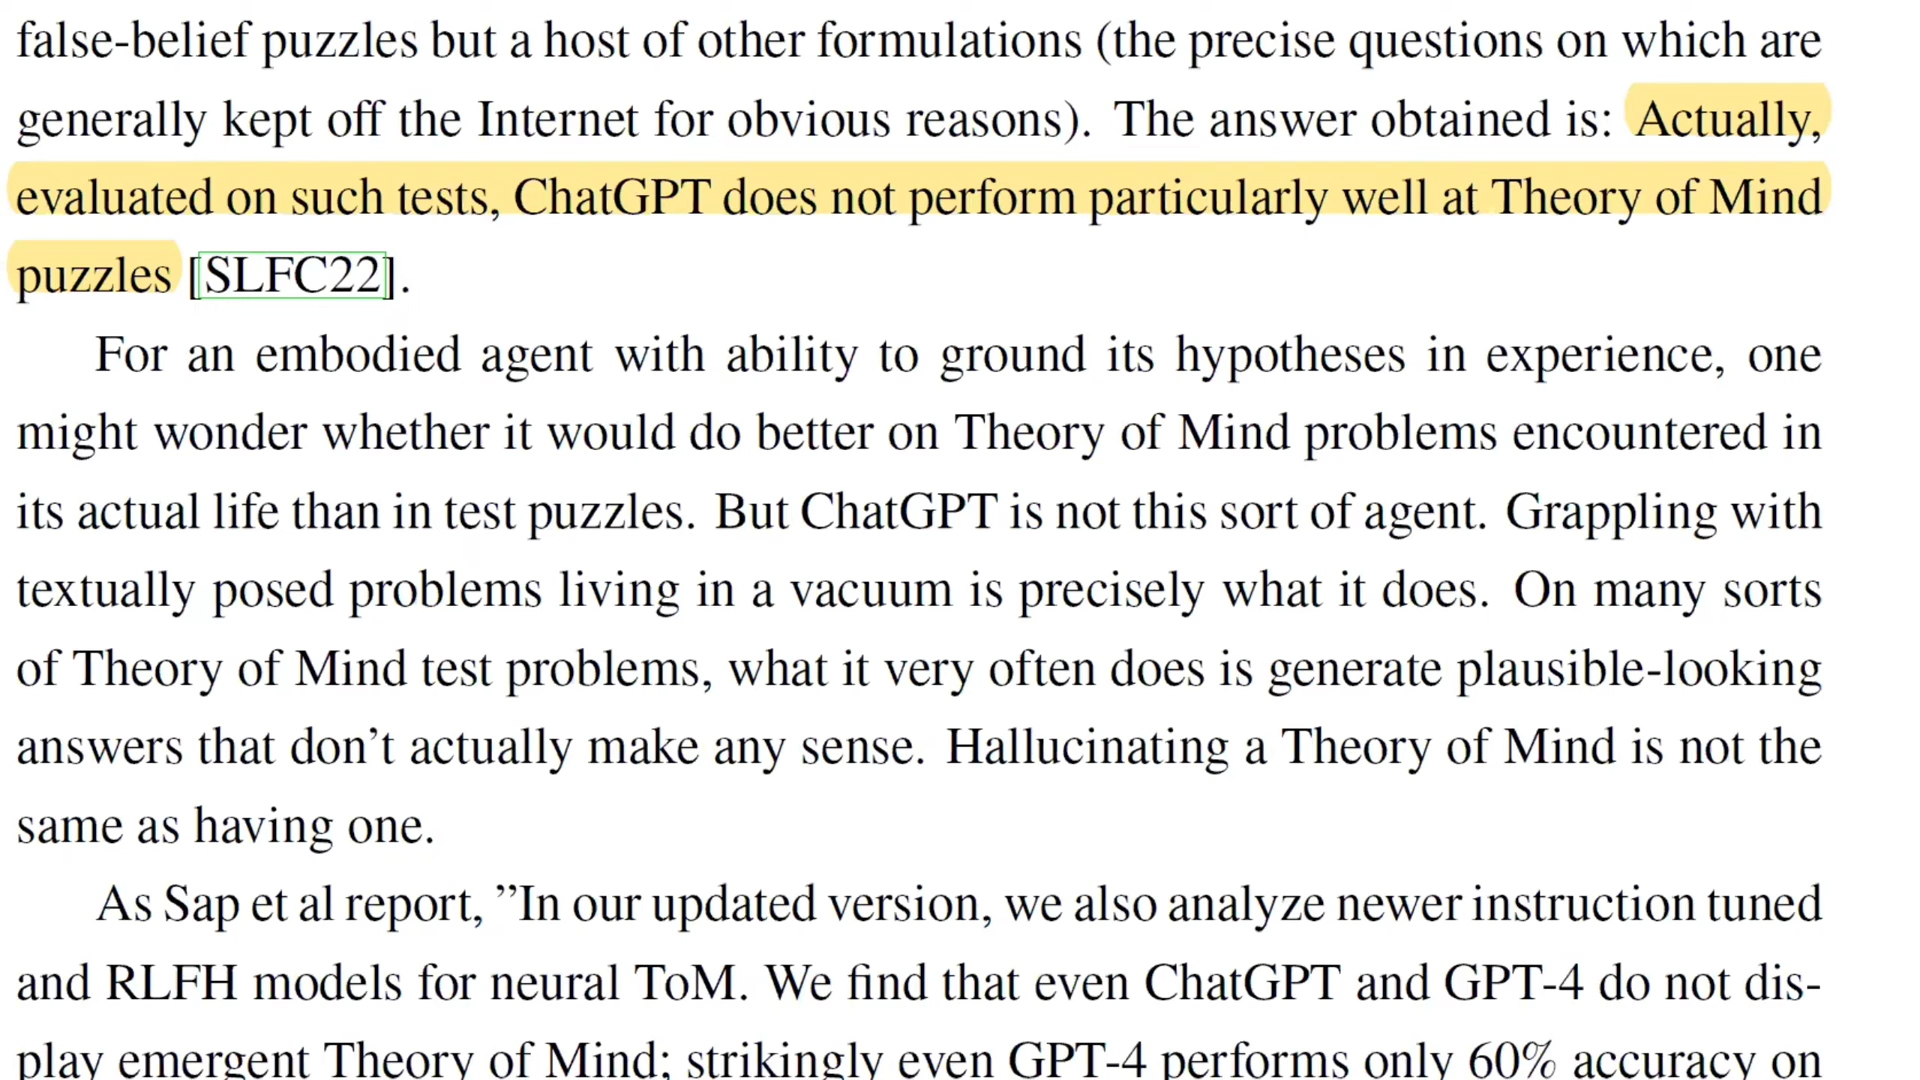 false-belief puzzles but a host of other formulations (the precise questions on which are
generally kept off the Internet for obvious reasons). The answer obtained is: Actually,
evaluated on such tests, ChatGPT does not perform particularly well at Theory of Mind
puzzles [SLFC22].
For an embodied agent with ability to ground its hypotheses in experience, one
might wonder whether it would do better on Theory of Mind problems encountered in
its actual life than in test puzzles. But ChatGPT is not this sort of agent. Grappling with
textually posed problems living in a vacuum is precisely what it does. On many sorts
of Theory of Mind test problems, what it very often does is generate plausible-looking
answers that don’t actually make any sense. Hallucinating a Theory of Mind is not the
same as having one.
As Sap et al report, ”In our updated version, we also analyze newer instruction tuned
and RLFH models for neural ToM. We find that even ChatGPT and GPT-4 do not dis-
play emergent Theory of Mind; strikingly even GPT-4 performs only 60% accuracy on